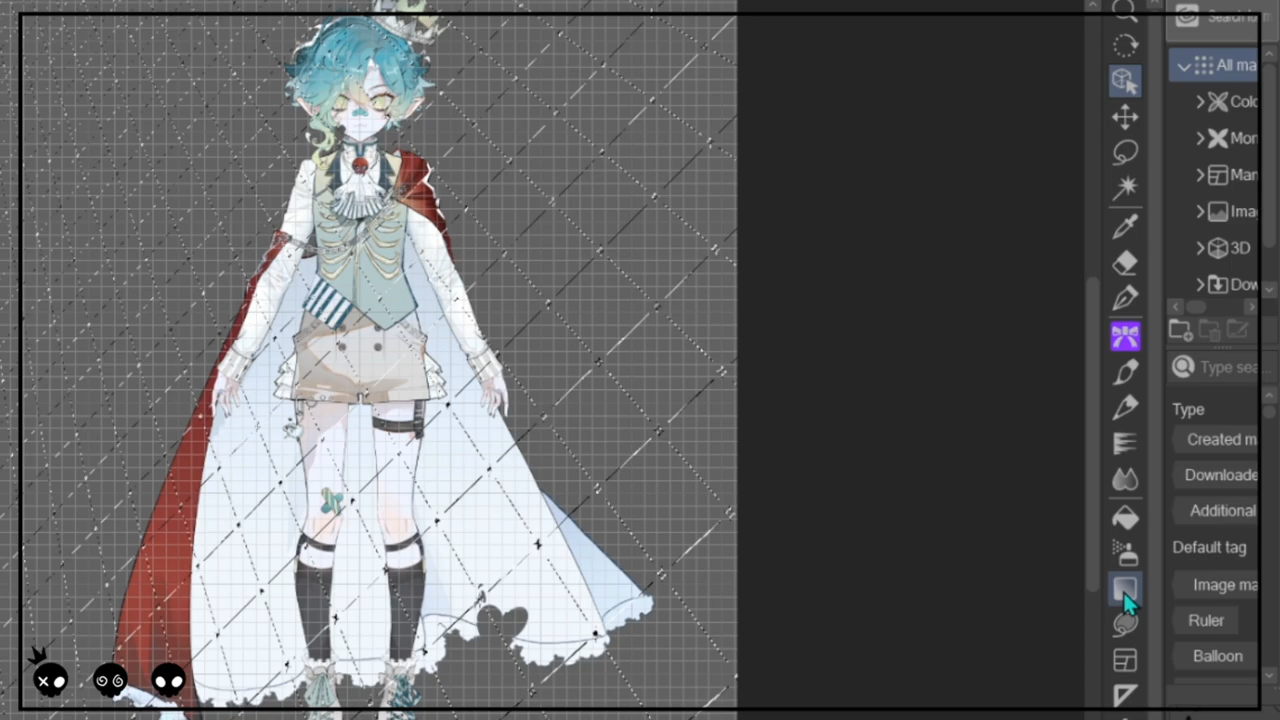 All ma
Colo
Mon
Man
Ima
3D
Dow
Type sea
Type
Created m
Downloade
Additional
Default tag
Image ma
Ruler
Balloon